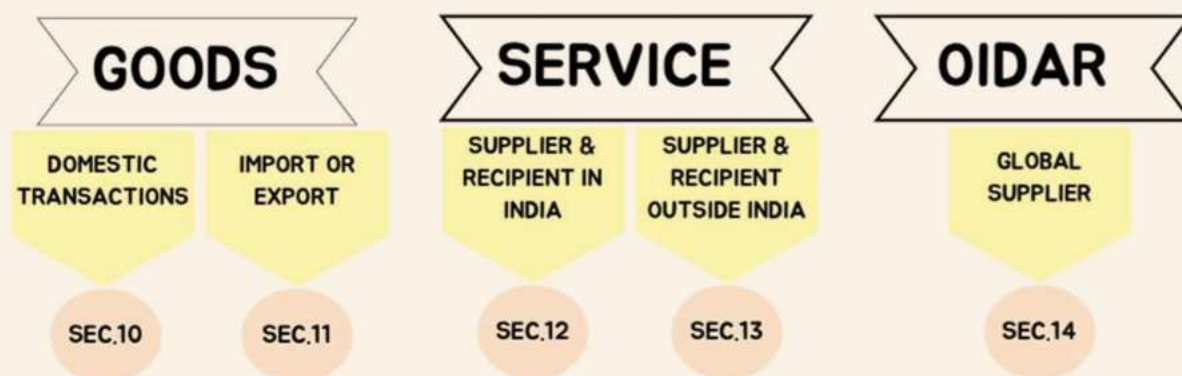 GOODS
DOMESTIC
TRANSACTIONS
IMPORT OR
EXPORT
SEC.10
SEC.11
SERVICE
SUPPLIER &
RECIPIENT IN
INDIA
SUPPLIER &
RECIPIENT
OUTSIDE INDIA
SEC.12
SEC.13
OIDAR
GLOBAL
SUPPLIER
SEC.14